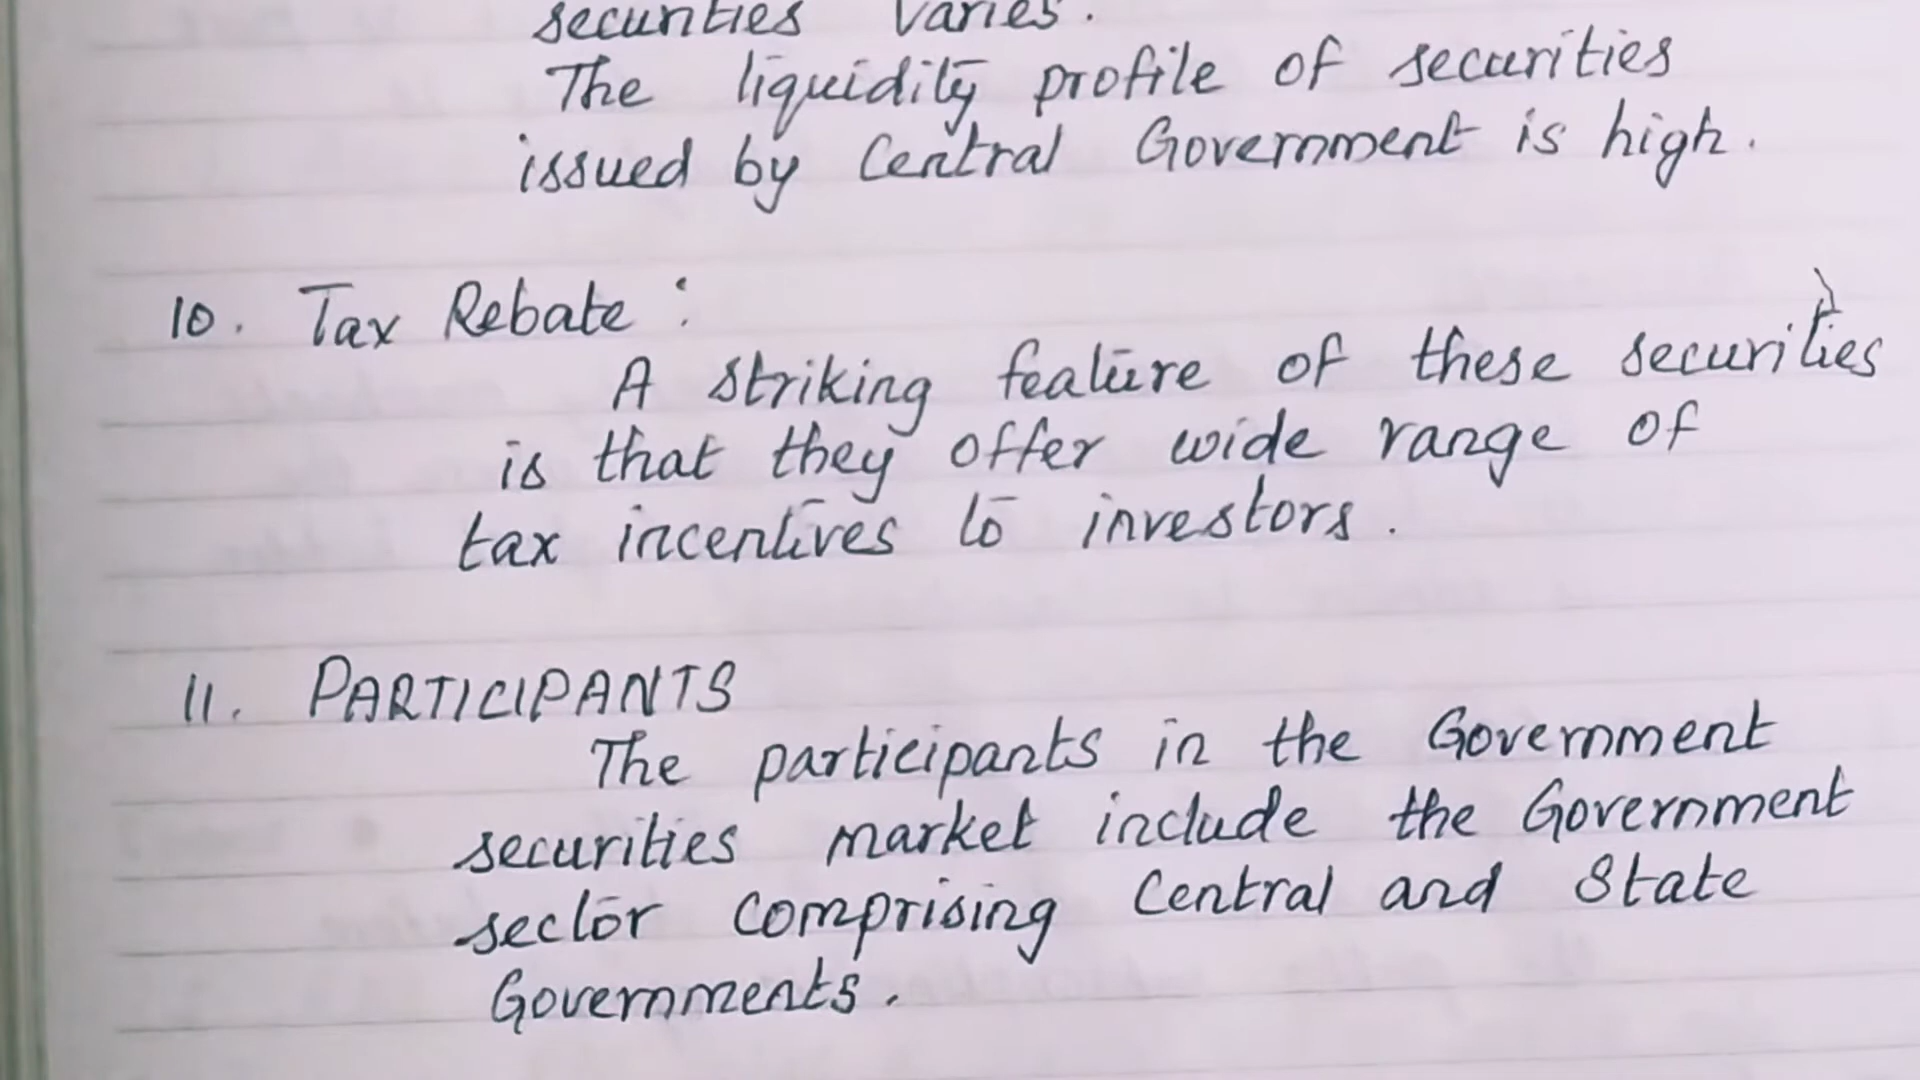 securities varies.
The liquidity profile of securities
issued by Central Government is high.
10. Tax Rebate :
A striking feature of these securities
is that they offer wide range of
tax incentives to investors.
11. PARTICIPANTS
The participants in the Government
securities market include the Government
sector comprising Central and State
Governments.